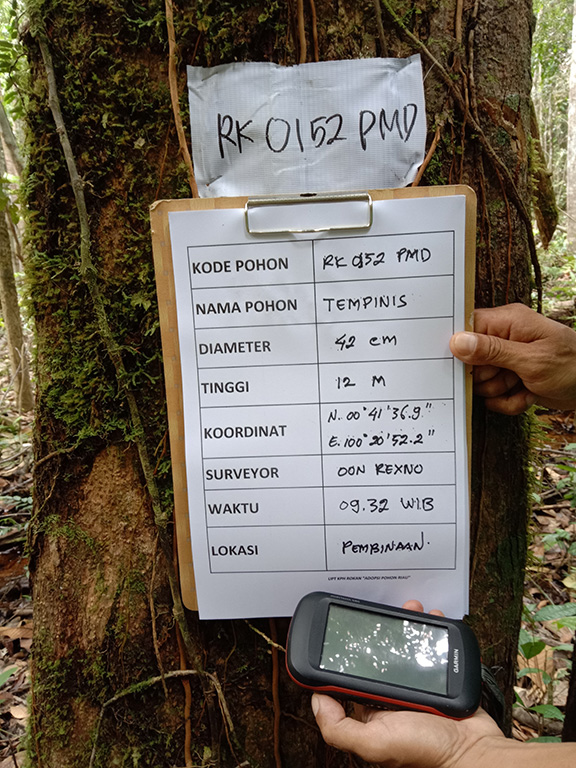 RK 0152 PMD
KODE POHON RK 0152 PMD
NAMA POHON TEMPINIS
DIAMETER 42 cm
TINGGI 12 M
KOORDINAT N. 00°41'36.9"
E. 100°20'52.2"
SURVEYOR OON REXNO
WAKTU 09.32 WIB
LOKASI PEMBINAAN.
UPT KPH ROKAN "ADOPSI POHON RIAU"
GARMIN